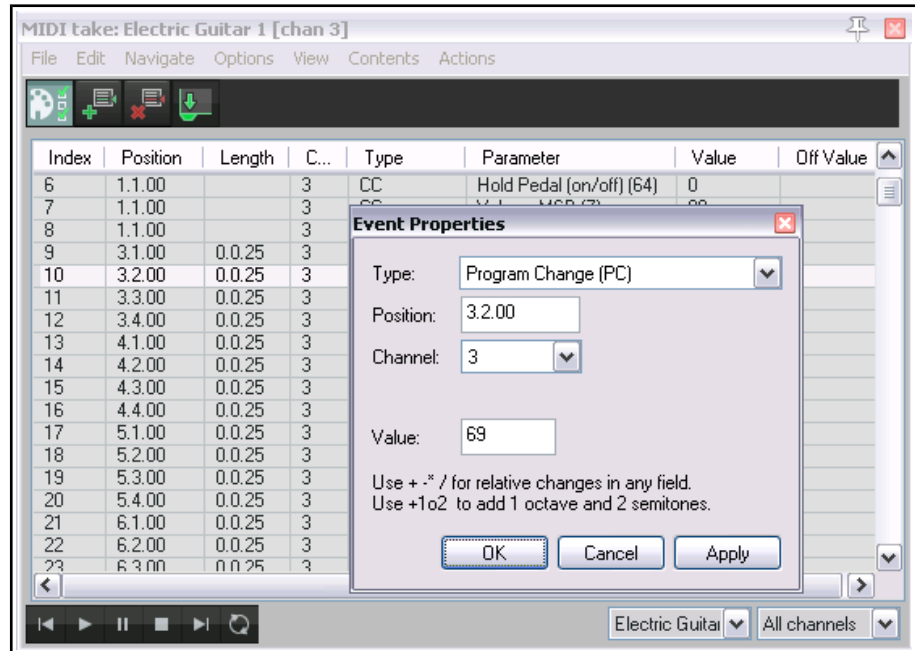 MIDI take: Electric Guitar 1 [chan 3]
File Edit Navigate Options View Contents Actions
Index Position Length C... Type Parameter Value Off Value
6 1.1.00 3 CC Hold Pedal (on/off) (64) 0
7 1.1.00 3
8 1.1.00 3
9 3.1.00 0.0.25 3
10 3.2.00 0.0.25 3
11 3.3.00 0.0.25 3
12 3.4.00 0.0.25 3
13 4.1.00 0.0.25 3
14 4.2.00 0.0.25 3
15 4.3.00 0.0.25 3
16 4.4.00 0.0.25 3
17 5.1.00 0.0.25 3
18 5.2.00 0.0.25 3
19 5.3.00 0.0.25 3
20 5.4.00 0.0.25 3
21 6.1.00 0.0.25 3
22 6.2.00 0.0.25 3
23 6.3.00 0.0.25 3
Event Properties
Type: Program Change (PC)
Position: 3.2.00
Channel: 3
Value: 69
Use + -* / for relative changes in any field.
Use +1o2 to add 1 octave and 2 semitones.
OK Cancel Apply
Electric Guitar All channels